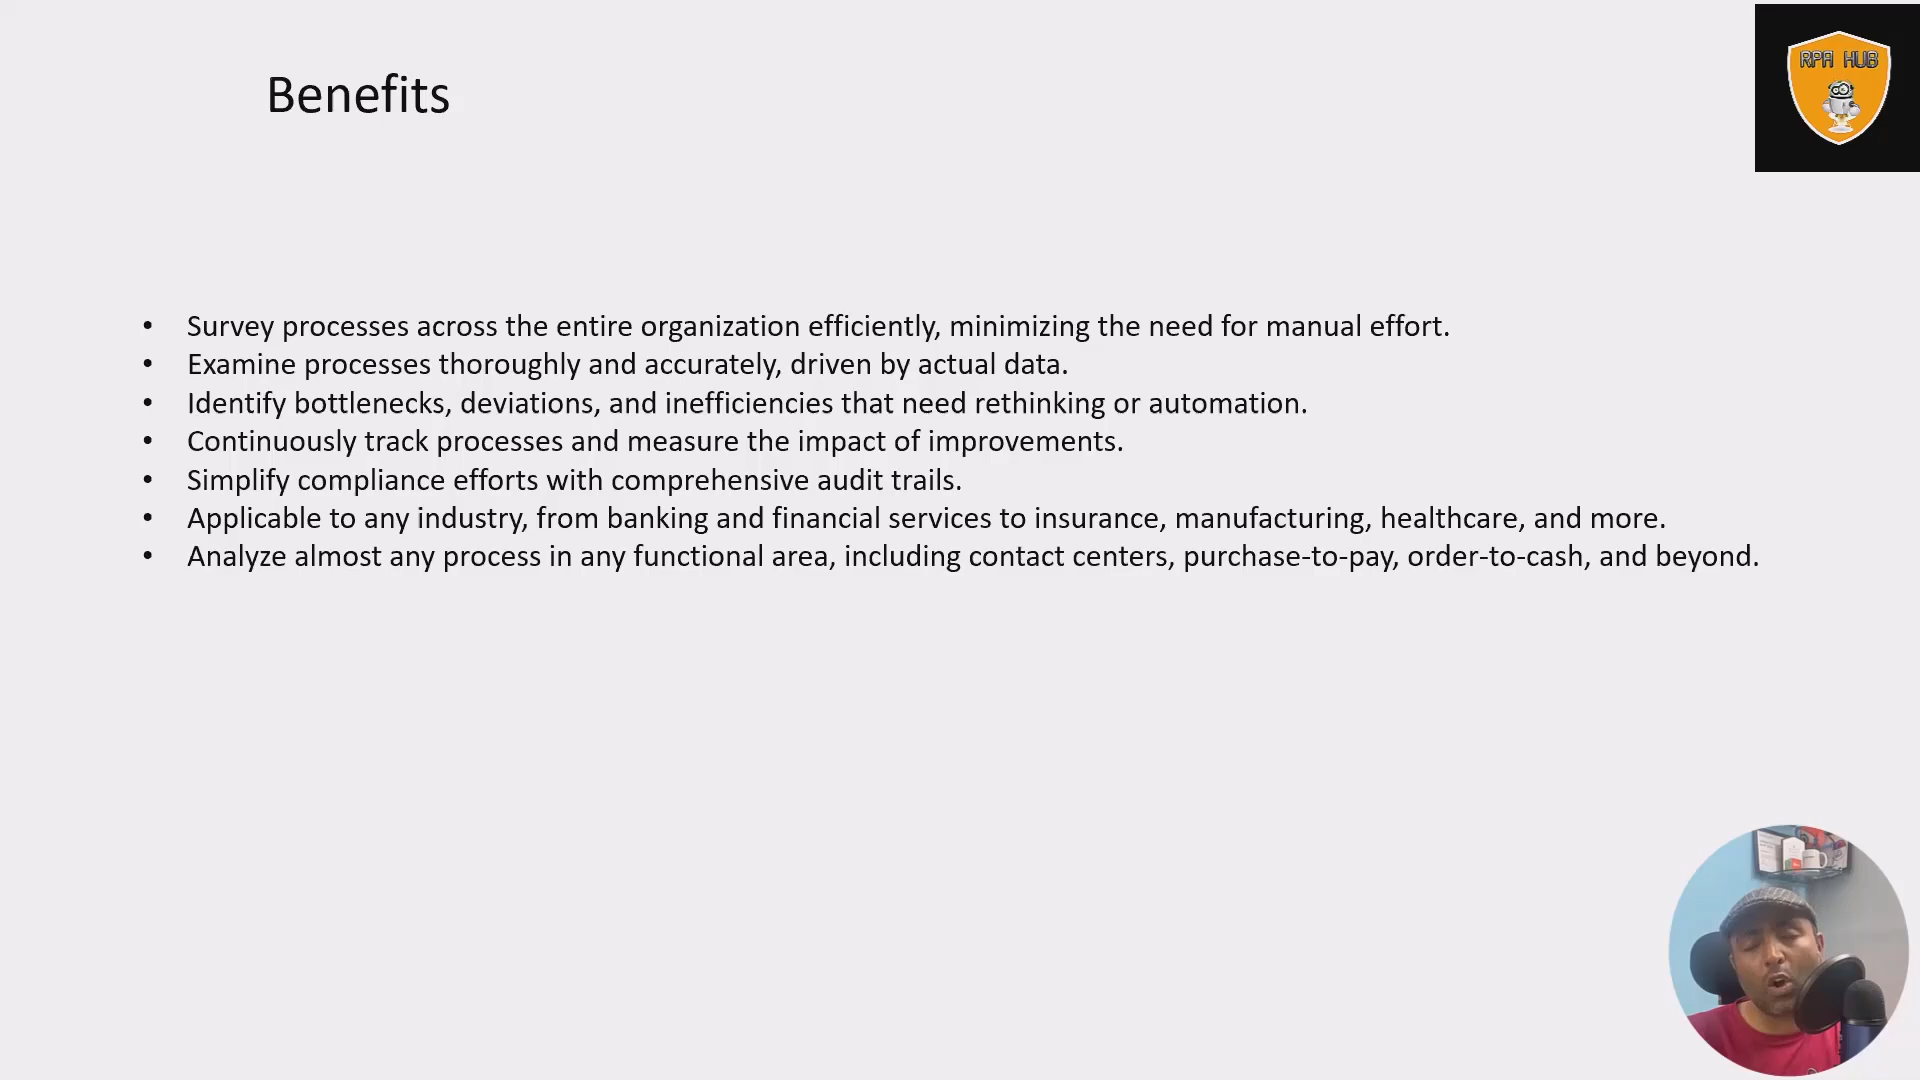 RPA HUB
Benefits
• Survey processes across the entire organization efficiently, minimizing the need for manual effort.
• Examine processes thoroughly and accurately, driven by actual data.
• Identify bottlenecks, deviations, and inefficiencies that need rethinking or automation.
• Continuously track processes and measure the impact of improvements.
• Simplify compliance efforts with comprehensive audit trails.
• Applicable to any industry, from banking and financial services to insurance, manufacturing, healthcare, and more.
• Analyze almost any process in any functional area, including contact centers, purchase-to-pay, order-to-cash, and beyond.